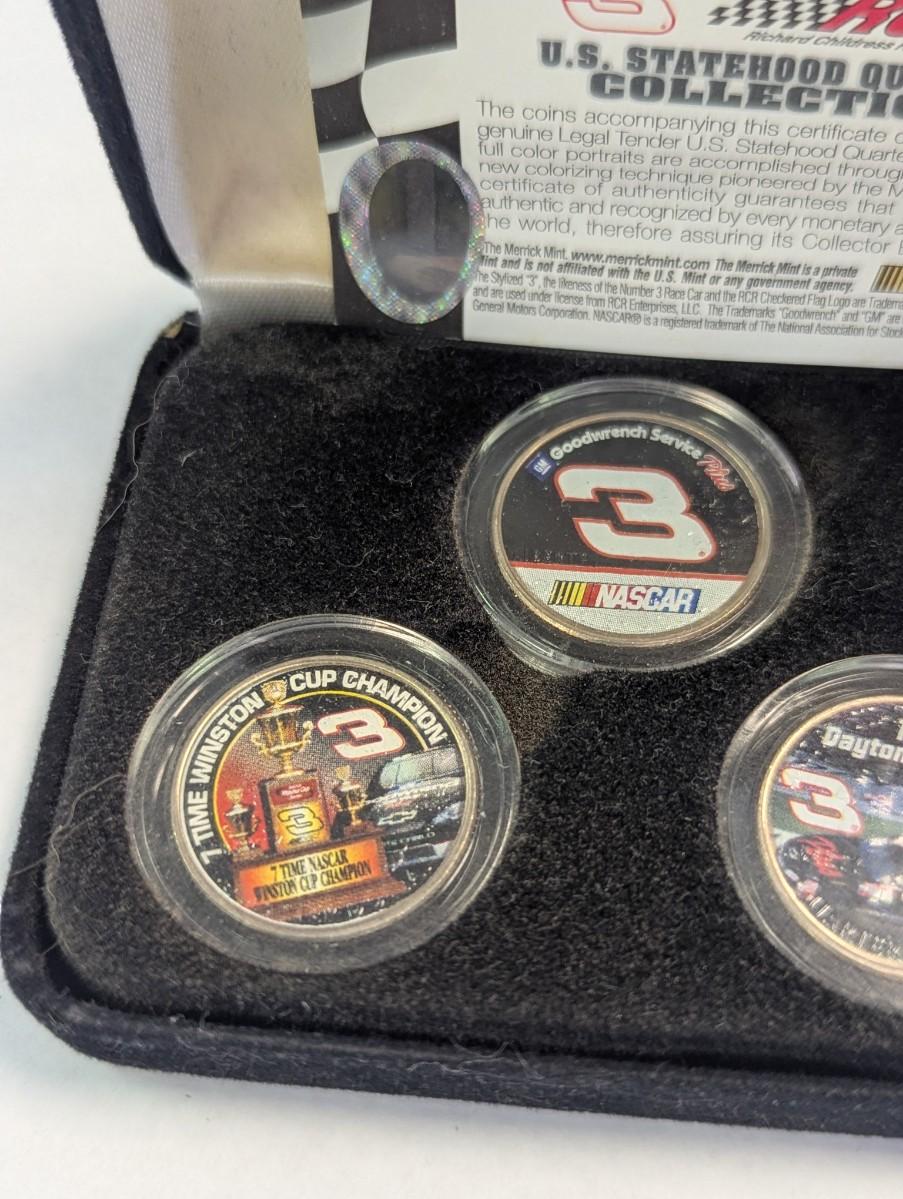 3
Richard Childress
U.S. STATEHOOD
COLLECTIO
The coins accompanying this certificate
genuine Legal Tender U.S. Statehood Quarte
full color portraits are accomplished throug
new colorizing technique pioneered by the M
certificate of authenticity guarantees that
authentic and recognized by every monetary a
the world, therefore assuring its Collector
The Merrick Mint. www.merrickmint.com The Merrick Mint is a private
Mint and is not affiliated with the U.S. Mint or any government agency.
The Stylized "3", the likeness of the Number 3 Race Car and the RCR Checkered Flag Logo are Tradema
and are used under license from RCR Enterprises, LLC. The Trademarks "Goodwrench" and "GM" are
General Motors Corporation. NASCAR® is a registered trademark of The National Association for Stock
GM Goodwrench Service Plus
3
NASCAR
7 TIME WINSTON CUP CHAMPION
3
3
7 TIME NASCAR
WINSTON CUP CHAMPION
Dayton
3